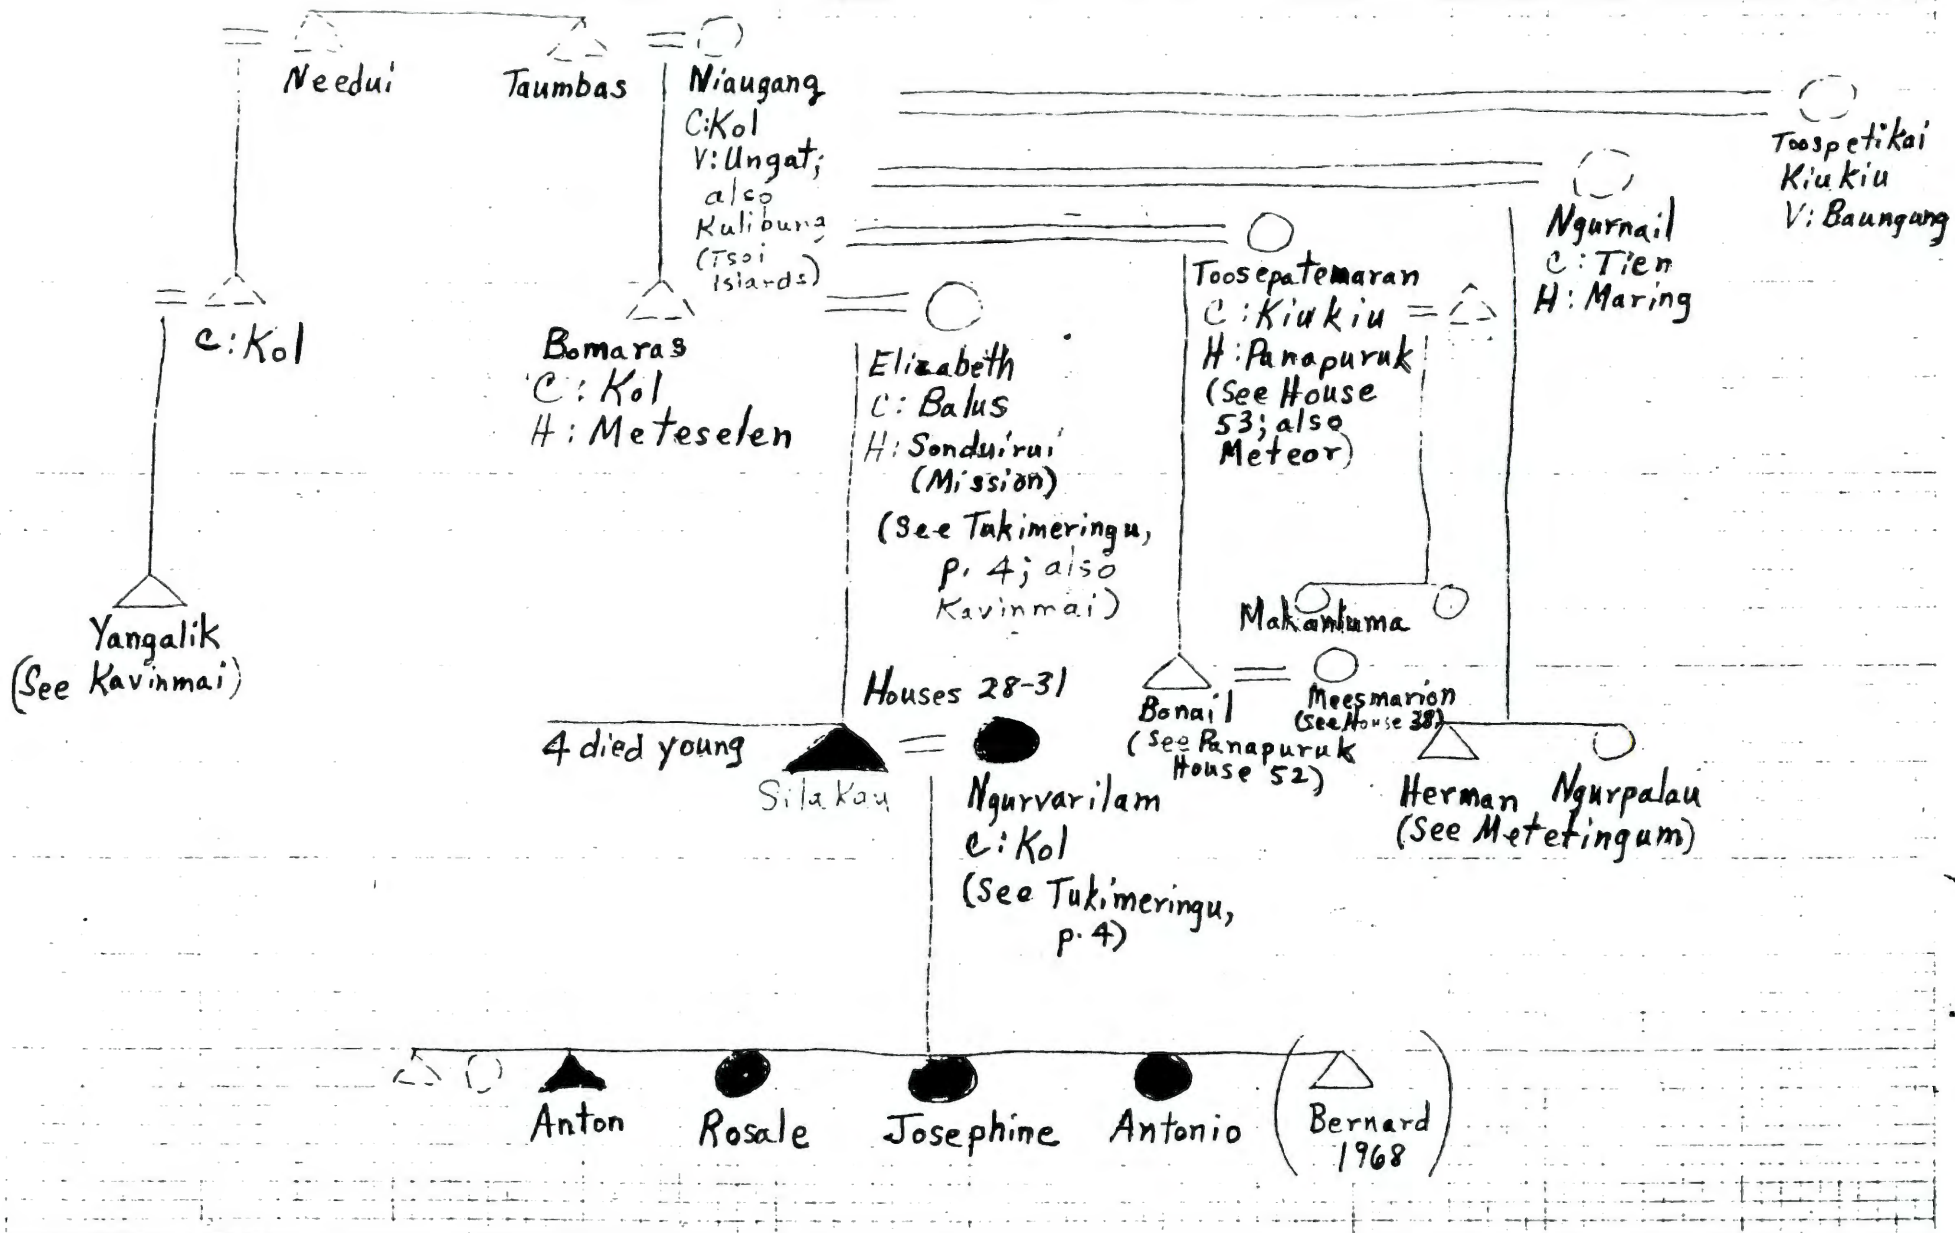 Needui
Taumbas
Niaugang
C:Kol
V:Ungat;
also
Kulibung
(Tsoi
Islands)
Toospetikai
Kiukiu
V: Baungung
Ngurnail
C: Tien
H: Maring
Toosepatemaran
C: Kiukiu
H: Panapuruk
(See House
53; also
Meteor)
C: Kol
Bomaras
C: Kol
H: Meteselen
Elizabeth
C: Balus
H: Sonduirui
(Mission)
(See Tukimeringu,
p. 4; also
Kavinmai)
Yangalik
(See Kavinmai)
Makantuma
Houses 28-31
Bonail
(See Panapuruk
House 52)
Meesmarion
(See House 38)
4 died young
Silakau
Ngurvarilam
C: Kol
(See Tukimeringu,
p. 4)
Herman
Ngurpalau
(See Metetingum)
Anton
Rosale
Josephine
Antonio
(Bernard
1968)